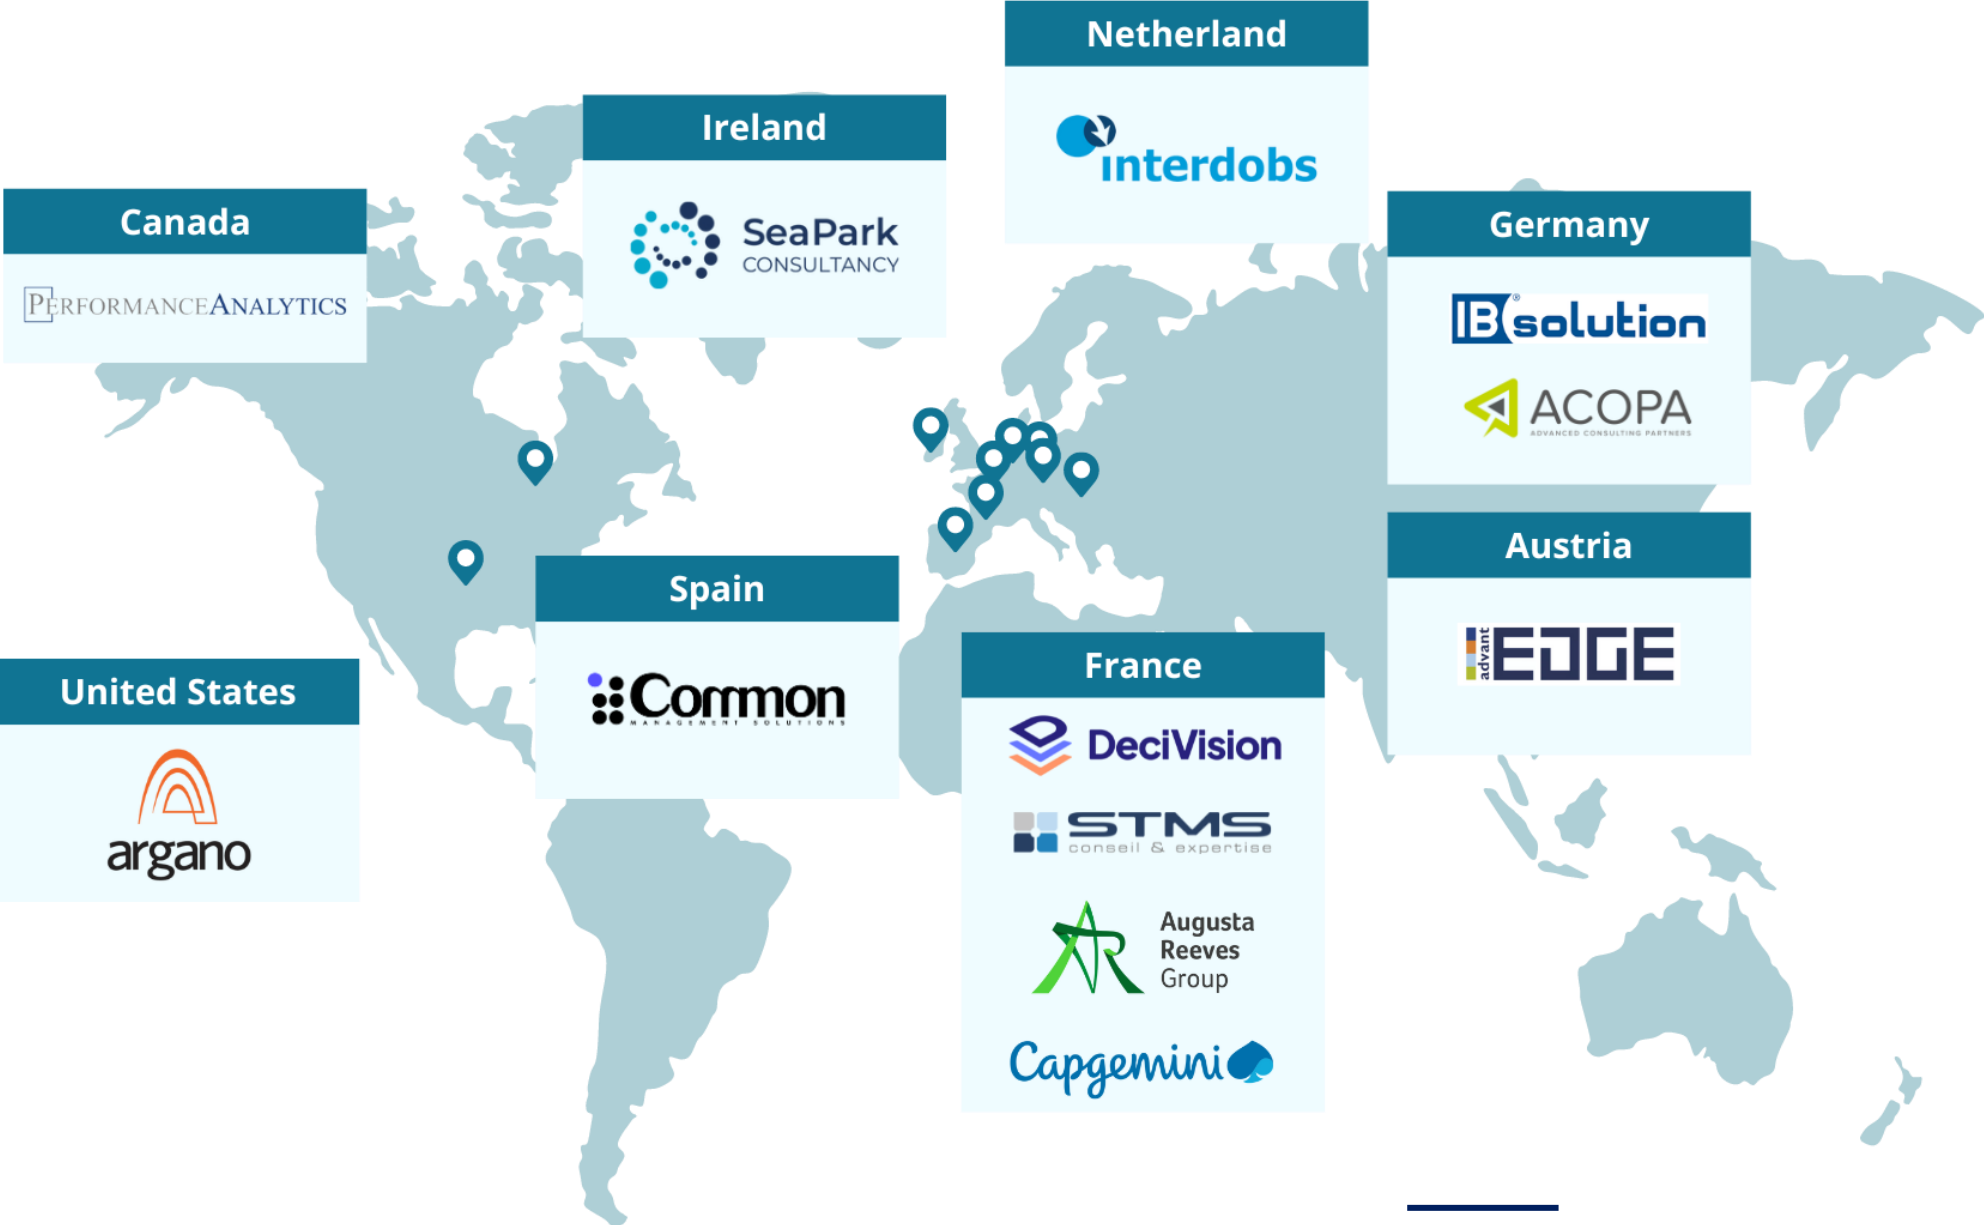 Netherland
interdobs
Ireland
SeaPark
CONSULTANCY
Canada
PERFORMANCEANALYTICS
Germany
IBsolution®
ACOPA
ADVANCED CONSULTING PARTNERS
Austria
advant EDGE
Spain
Common
MANAGEMENT SOLUTIONS
France
DeciVision
STMS
conseil & expertise
Augusta
Reeves
Group
Capgemini
United States
argano